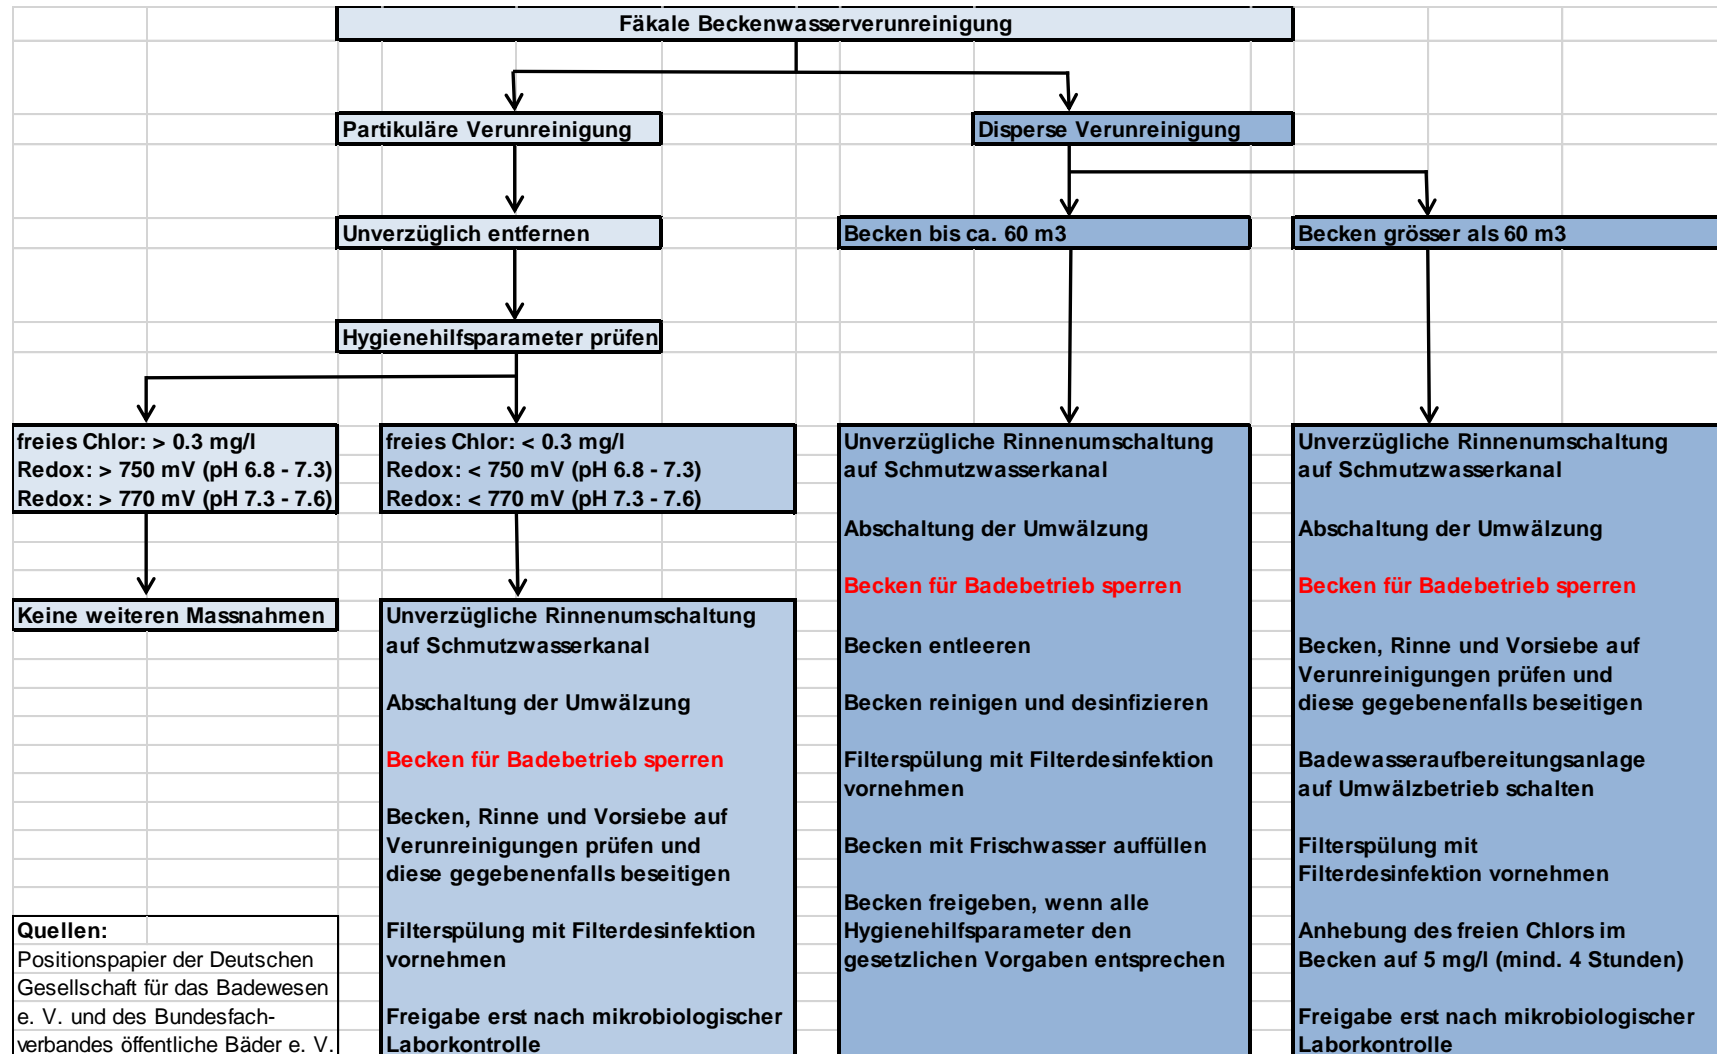 Fäkale Beckenwasserverunreinigung
Partikuläre Verunreinigung
Disperse Verunreinigung
Unverzüglich entfernen
Becken bis ca. 60 m3
Becken grösser als 60 m3
Hygienehilfsparameter prüfen
freies Chlor: > 0.3 mg/l
Redox: > 750 mV (pH 6.8 - 7.3)
Redox: > 770 mV (pH 7.3 - 7.6)
Keine weiteren Massnahmen
freies Chlor: < 0.3 mg/l
Redox: < 750 mV (pH 6.8 - 7.3)
Redox: < 770 mV (pH 7.3 - 7.6)
Unverzügliche Rinnenumschaltung
auf Schmutzwasserkanal
Abschaltung der Umwälzung
Becken für Badebetrieb sperren
Becken, Rinne und Vorsiebe auf
Verunreinigungen prüfen und
diese gegebenenfalls beseitigen
Filterspülung mit Filterdesinfektion
vornehmen
Freigabe erst nach mikrobiologischer
Laborkontrolle
Unverzügliche Rinnenumschaltung
auf Schmutzwasserkanal
Abschaltung der Umwälzung
Becken für Badebetrieb sperren
Becken entleeren
Becken reinigen und desinfizieren
Filterspülung mit Filterdesinfektion
vornehmen
Becken mit Frischwasser auffüllen
Becken freigeben, wenn alle
Hygienehilfsparameter den
gesetzlichen Vorgaben entsprechen
Unverzügliche Rinnenumschaltung
auf Schmutzwasserkanal
Abschaltung der Umwälzung
Becken für Badebetrieb sperren
Becken, Rinne und Vorsiebe auf
Verunreinigungen prüfen und
diese gegebenenfalls beseitigen
Badewasseraufbereitungsanlage
auf Umwälzbetrieb schalten
Filterspülung mit
Filterdesinfektion vornehmen
Anhebung des freien Chlors im
Becken auf 5 mg/l (mind. 4 Stunden)
Freigabe erst nach mikrobiologischer
Laborkontrolle
Quellen:
Positionspapier der Deutschen
Gesellschaft für das Badewesen
e. V. und des Bundesfach-
verbandes öffentliche Bäder e. V.